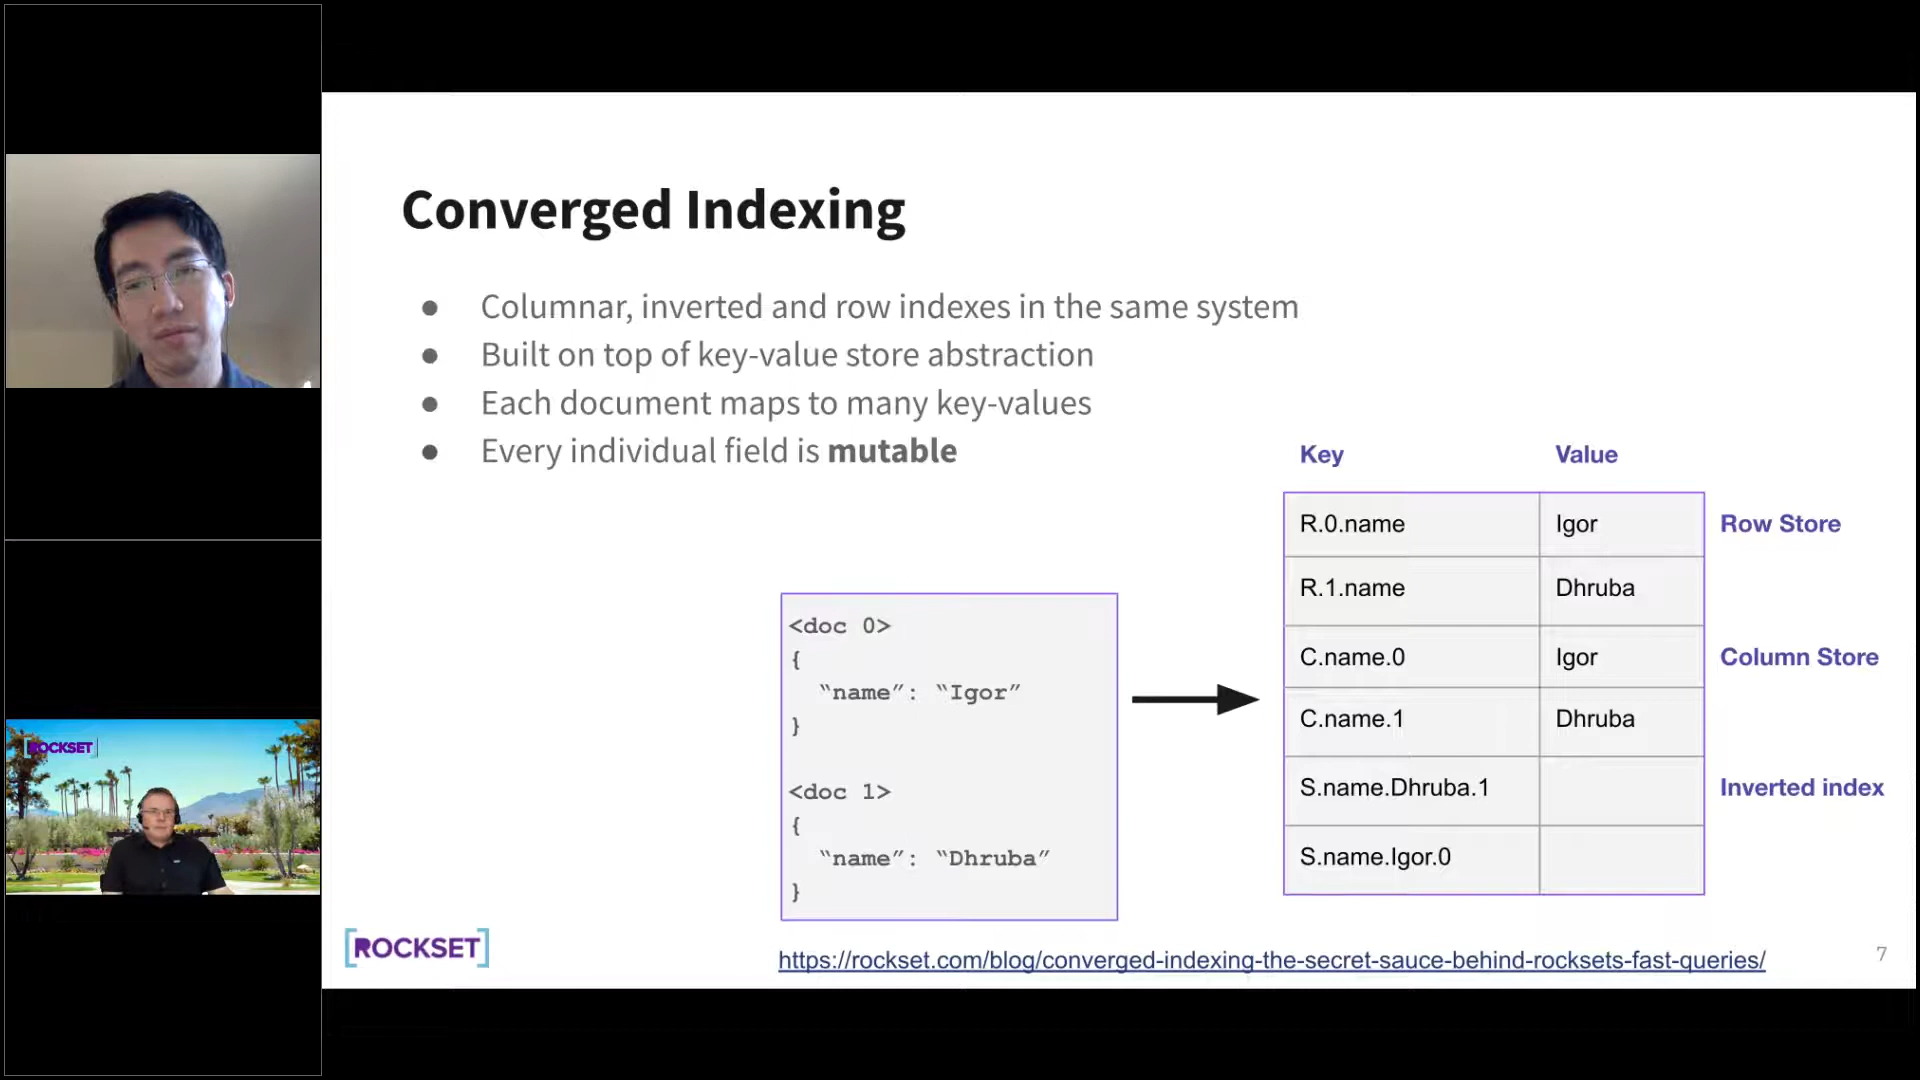 Converged Indexing
● Columnar, inverted and row indexes in the same system
● Built on top of key-value store abstraction
● Each document maps to many key-values
● Every individual field is mutable
Key Value
R.0.name Igor Row Store
R.1.name Dhruba
C.name.0 Igor Column Store
C.name.1 Dhruba
S.name.Dhruba.1 Inverted index
S.name.Igor.0
<doc 0>
{
“name”: “Igor”
}
<doc 1>
{
“name”: “Dhruba”
}
[ROCKSET]
https://rockset.com/blog/converged-indexing-the-secret-sauce-behind-rocksets-fast-queries/
7
[ROCKSET]